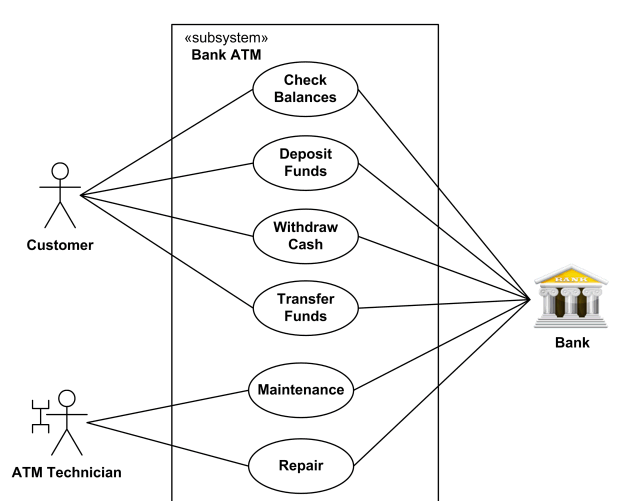 «subsystem»
Bank ATM
Check
Balances
Deposit
Funds
Withdraw
Cash
Transfer
Funds
Maintenance
Repair
Customer
ATM Technician
BANK
Bank